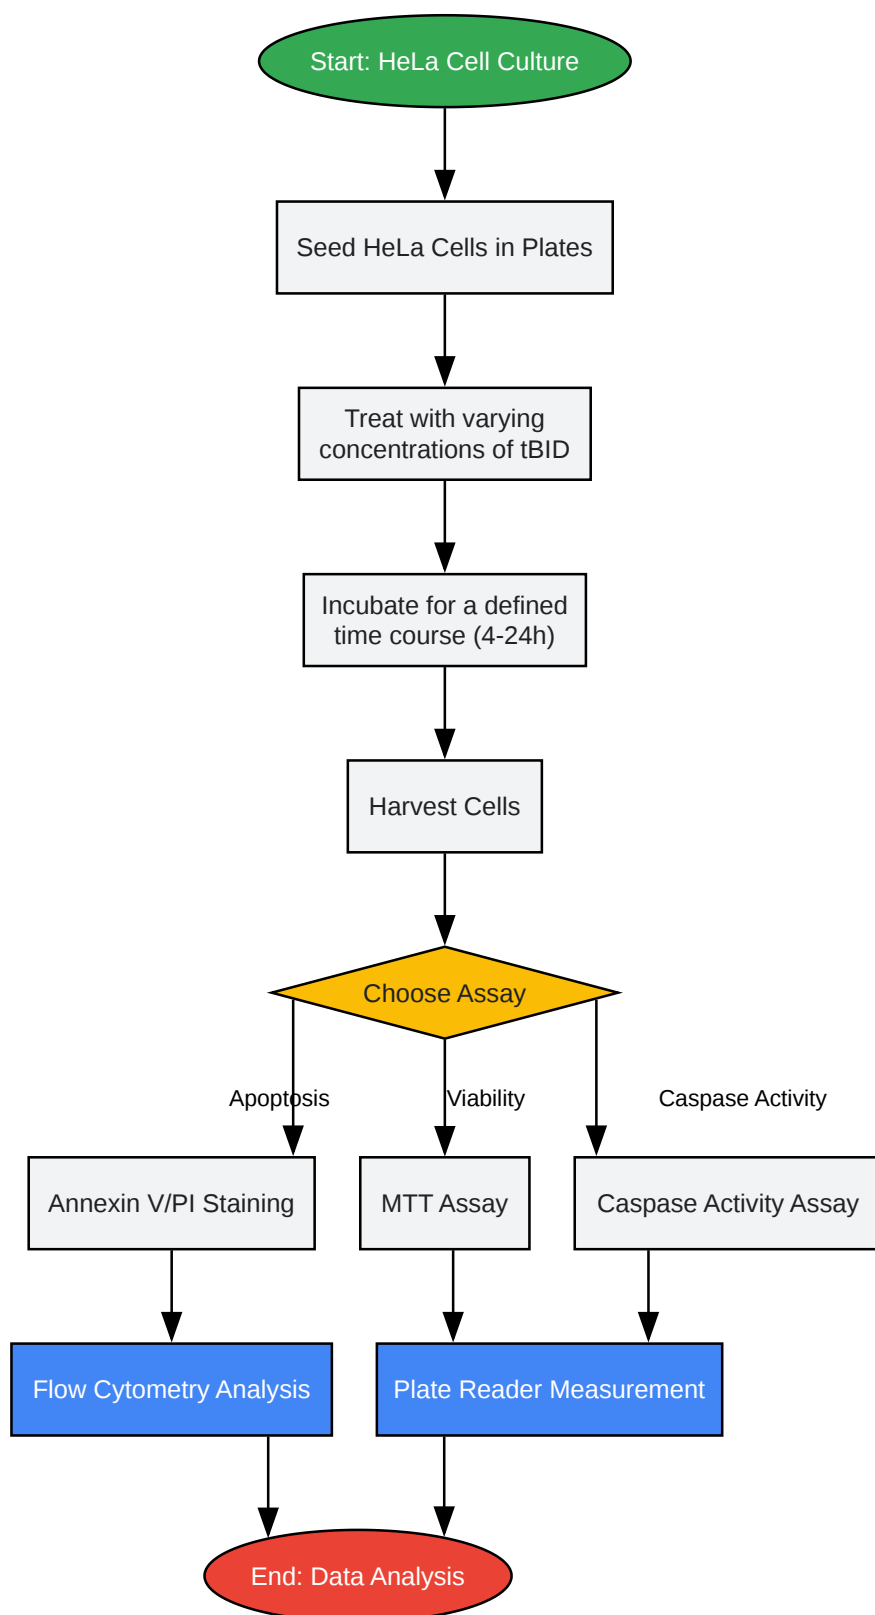 Start: HeLa Cell Culture
Seed HeLa Cells in Plates
Treat with varying
concentrations of tBID
Incubate for a defined
time course (4-24h)
Harvest Cells
Choose Assay
Apoptosis
Viability
Caspase Activity
Annexin V/PI Staining
MTT Assay
Caspase Activity Assay
Flow Cytometry Analysis
Plate Reader Measurement
End: Data Analysis